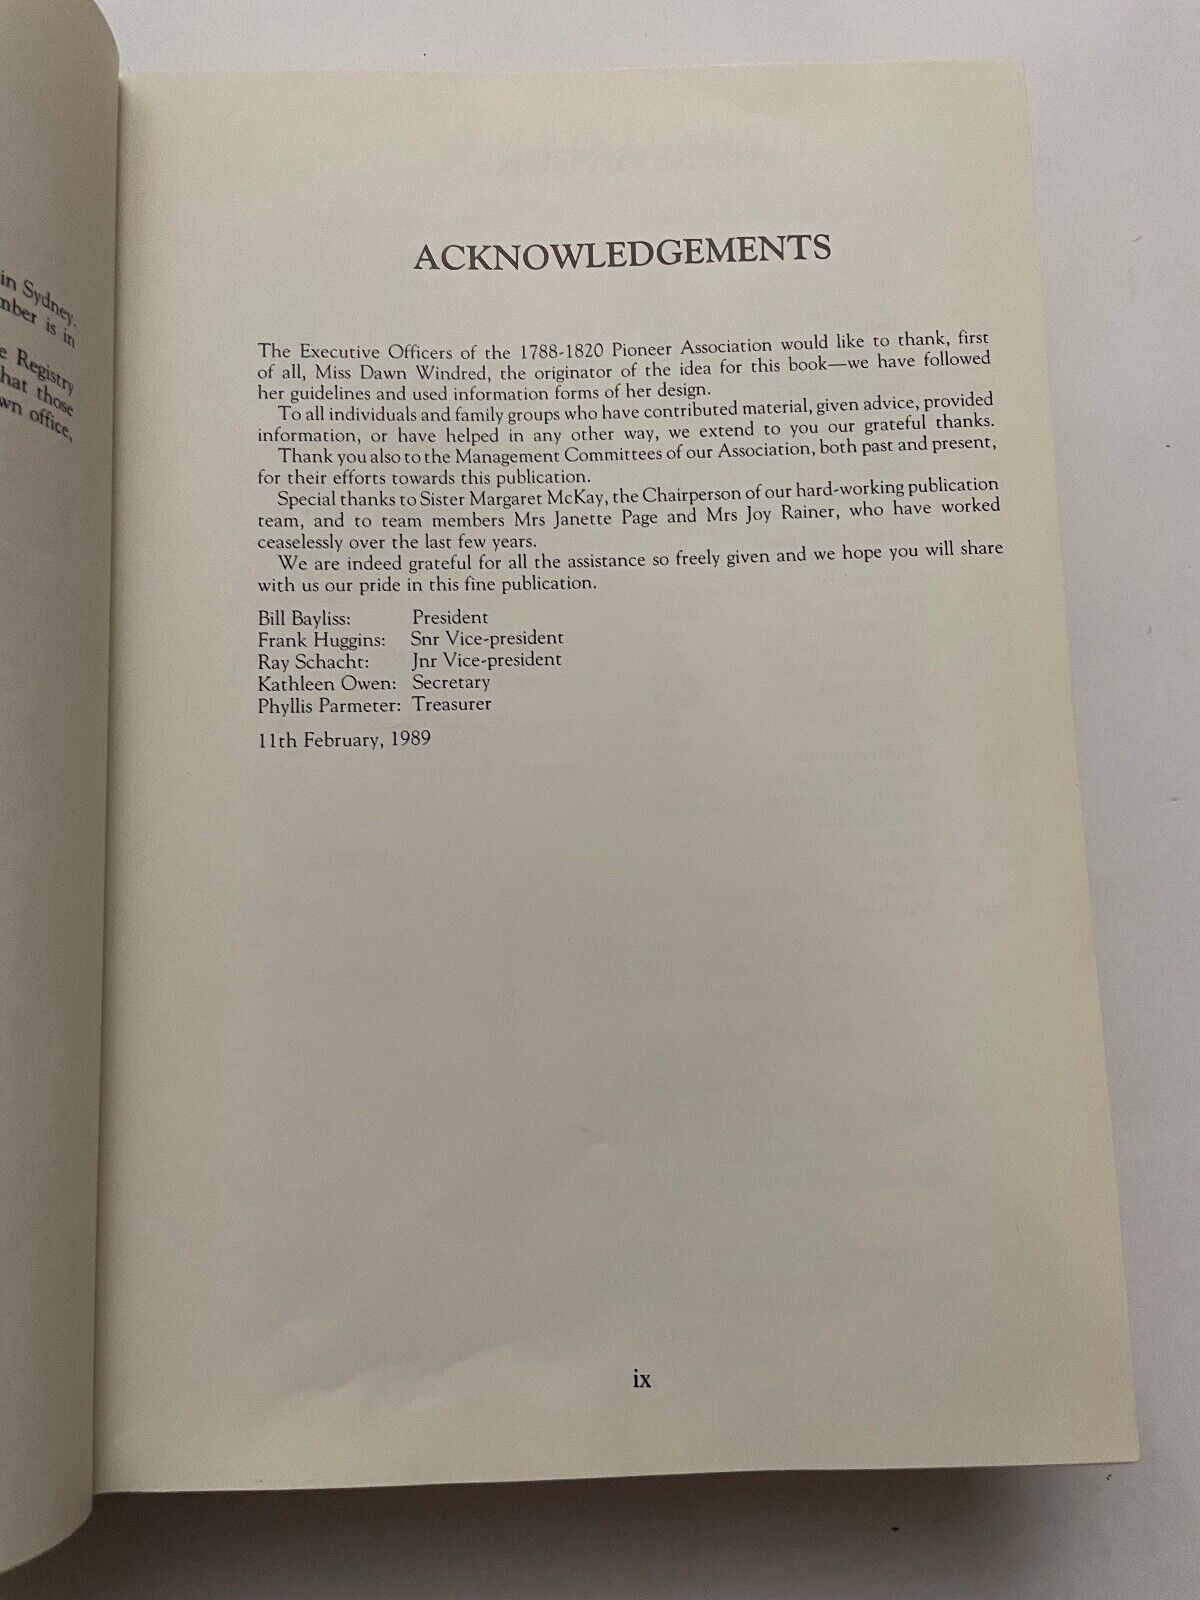 in Sydney.
mber is in
Registry
hat those
wn office,
ACKNOWLEDGEMENTS
The Executive Officers of the 1788-1820 Pioneer Association would like to thank, first
of all, Miss Dawn Windred, the originator of the idea for this book—we have followed
her guidelines and used information forms of her design.
To all individuals and family groups who have contributed material, given advice, provided
information, or have helped in any other way, we extend to you our grateful thanks.
Thank you also to the Management Committees of our Association, both past and present,
for their efforts towards this publication.
Special thanks to Sister Margaret McKay, the Chairperson of our hard-working publication
team, and to team members Mrs Janette Page and Mrs Joy Rainer, who have worked
ceaselessly over the last few years.
We are indeed grateful for all the assistance so freely given and we hope you will share
with us our pride in this fine publication.
Bill Bayliss: President
Frank Huggins: Snr Vice-president
Ray Schacht: Jnr Vice-president
Kathleen Owen: Secretary
Phyllis Parmeter: Treasurer
11th February, 1989
ix